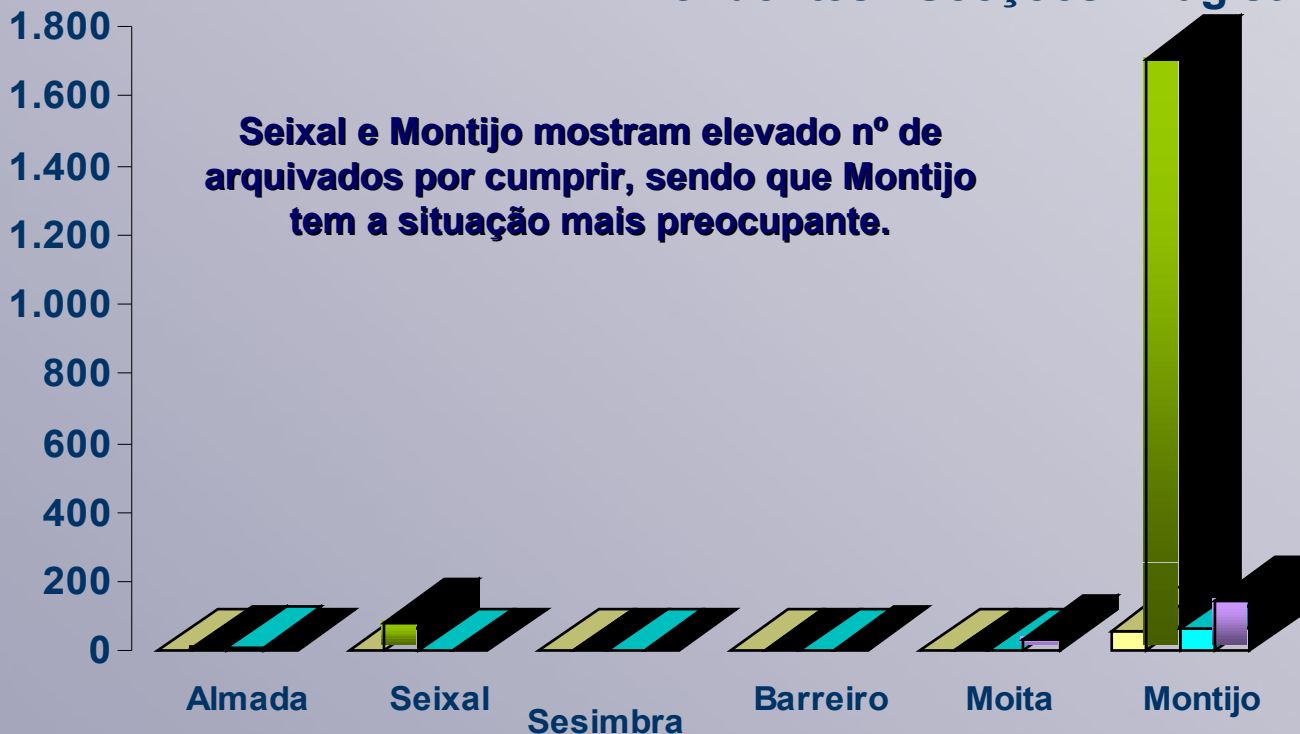 1.800
1.600
1.400
1.200
1.000
800
600
400
200
0
Seixal e Montijo mostram elevado nº de
arquivados por cumprir, sendo que Montijo
tem a situação mais preocupante.
Almada
Seixal
Sesimbra
Barreiro
Moita
Montijo